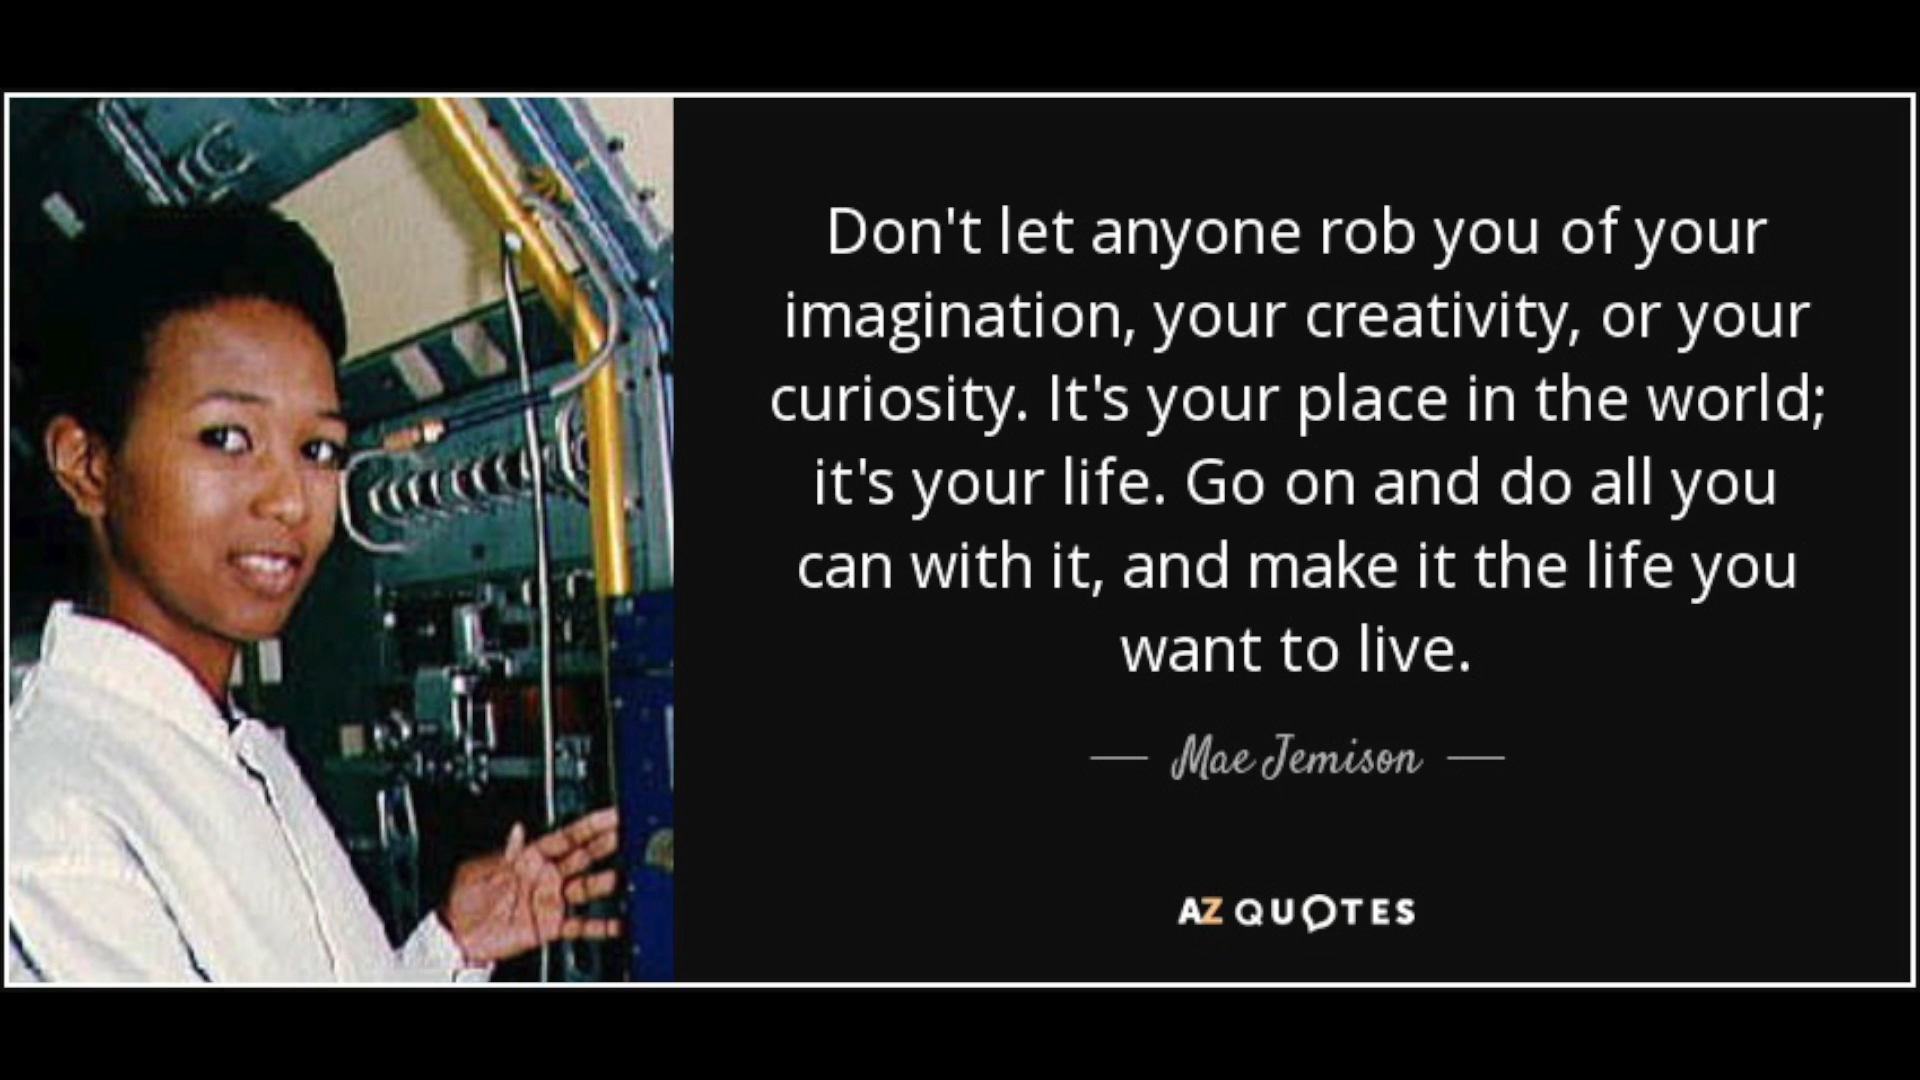 Don't let anyone rob you of your
imagination, your creativity, or your
curiosity. It's your place in the world;
it's your life. Go on and do all you
can with it, and make it the life you
want to live.
Mae Jemison
AZ QUOTES